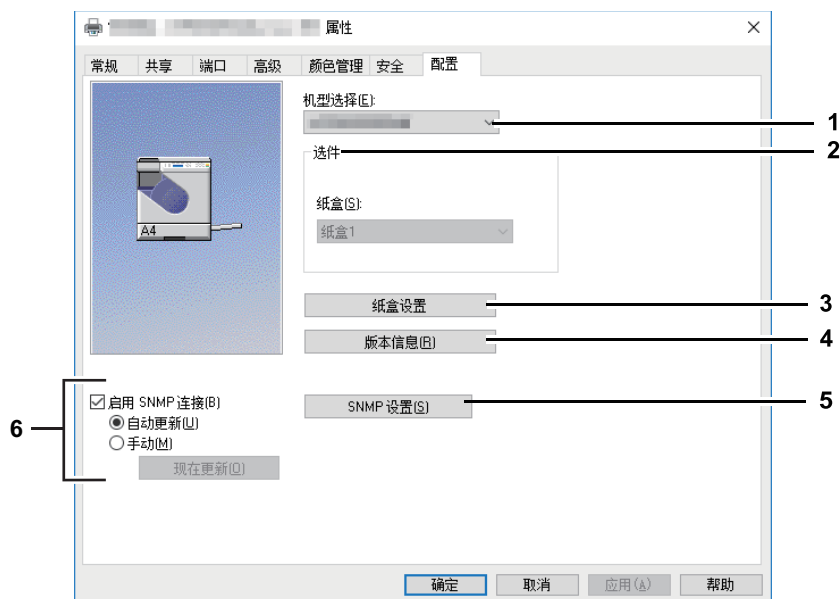 属性
常规 共享 端口 高级 颜色管理 安全 配置
机型选择(E):
1
选件
2
纸盒(S):
纸盒1
A4
纸盒设置
3
版本信息(R)
4
启用 SNMP 连接(B)
SNMP 设置(S)
5
自动更新(U)
6
手动(M)
现在更新(O)
确定 取消 应用(A) 帮助